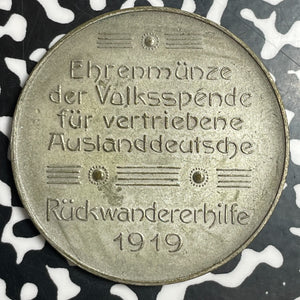 Ehrenmünze
der Volksspende
für vertriebene
Auslanddeutsche
Rückwandererhilfe
1919